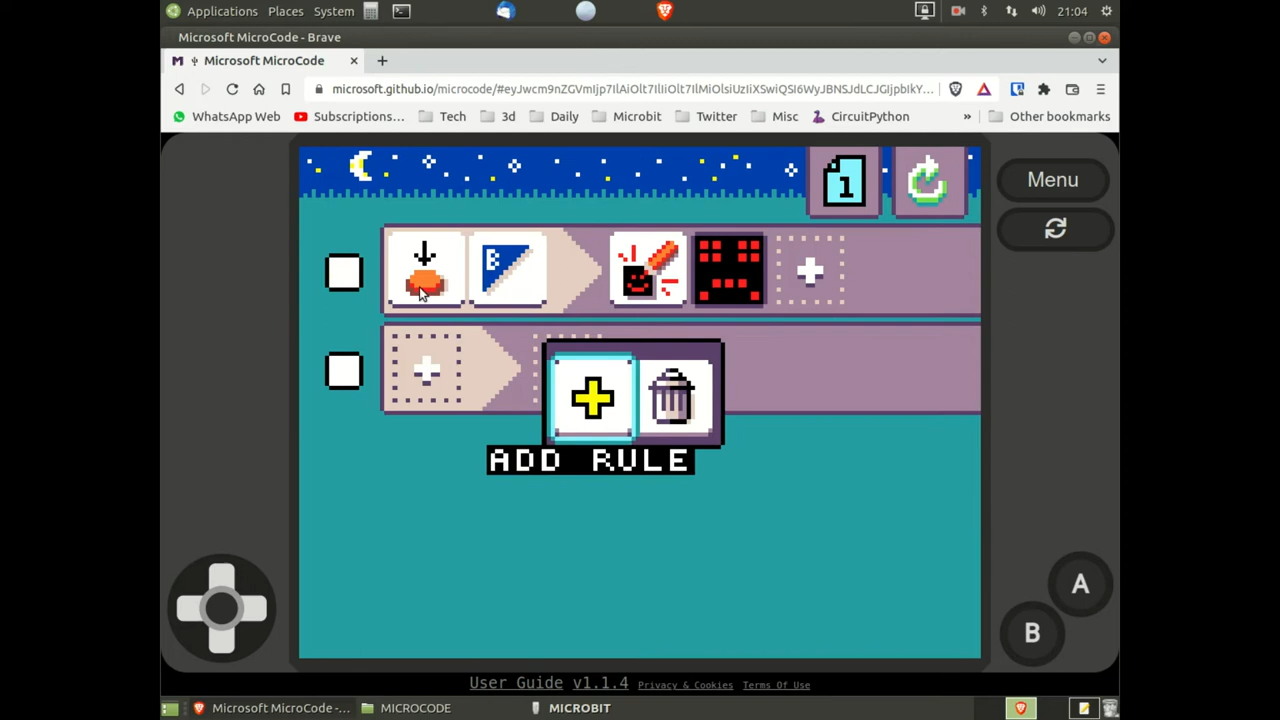 Applications Places System 21:04
Microsoft MicroCode - Brave
Microsoft MicroCode
microsoft.github.io/microcode/#eyJwcm9nZGVmIjp7IlAiOlt7IlIiOlt7IlMiOlsiUzIiXSwiQSI6WyJBNSJdLCJGIjpbIkY...
WhatsApp Web Subscriptions... Tech 3d Daily Microbit Twitter Misc CircuitPython » Other bookmarks
1
Menu
B
ADD RULE
A
B
User Guide v1.1.4 Privacy & Cookies Terms Of Use
Microsoft MicroCode -... MICROCODE MICROBIT